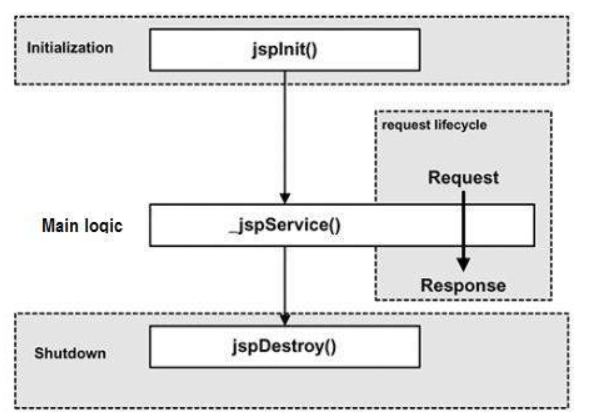 Initialization
jspInit()
request lifecycle
Request
Main logic
_jspService()
Response
Shutdown
jspDestroy()